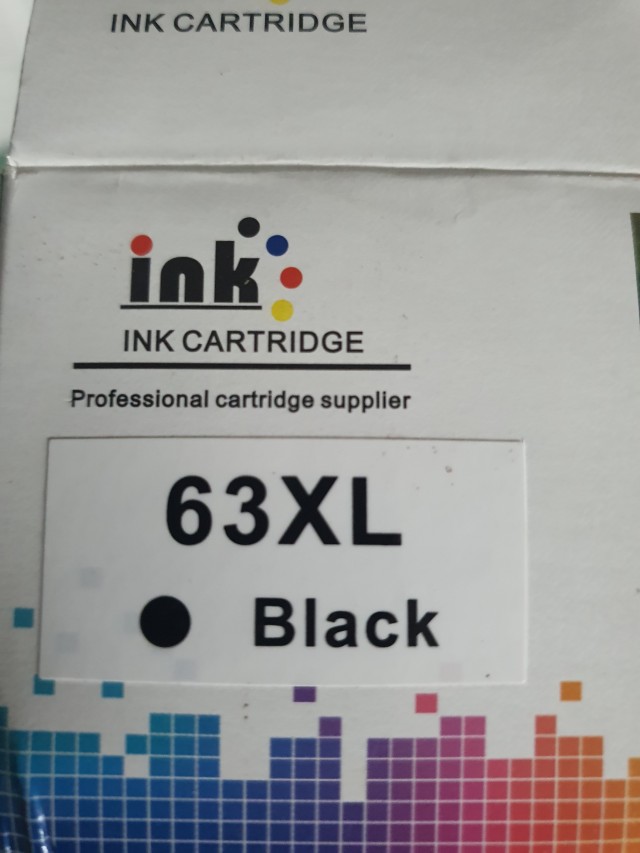 INK CARTRIDGE
ink
INK CARTRIDGE
Professional cartridge supplier
63XL
Black